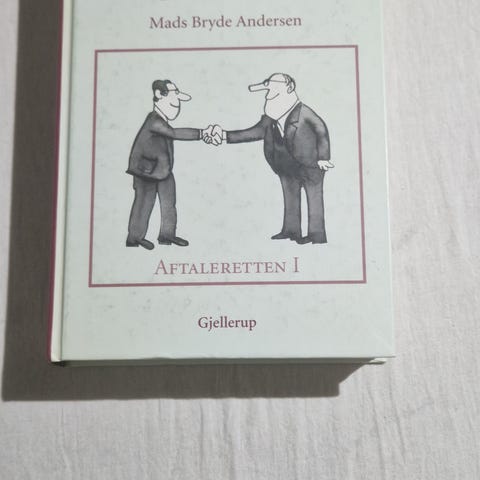 Mads Bryde Andersen
AFTALERETTEN I
Gjellerup